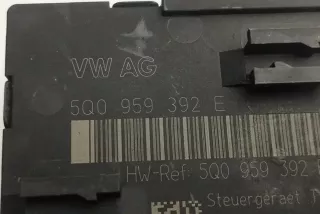 VW AG
5Q0 959 392 E
HW-Ref: 5Q0 959 392
Steuergeraet